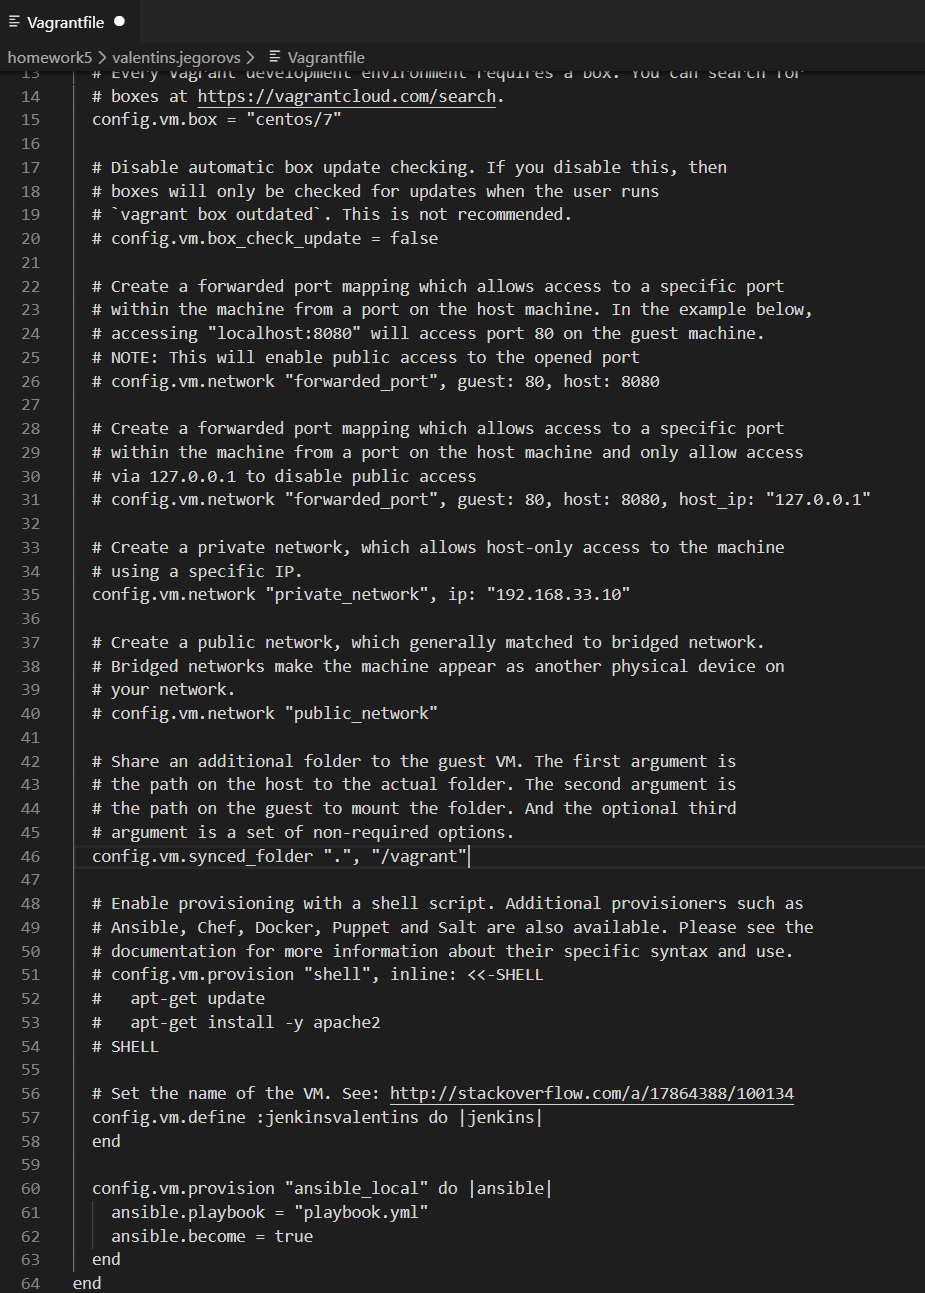 Vagrantfile
homework5 > valentins.jegorovs > Vagrantfile
13 # Every Vagrant development environment requires a box. You can search for
14 # boxes at https://vagrantcloud.com/search.
15 config.vm.box = "centos/7"
16
17 # Disable automatic box update checking. If you disable this, then
18 # boxes will only be checked for updates when the user runs
19 # `vagrant box outdated`. This is not recommended.
20 # config.vm.box_check_update = false
21
22 # Create a forwarded port mapping which allows access to a specific port
23 # within the machine from a port on the host machine. In the example below,
24 # accessing "localhost:8080" will access port 80 on the guest machine.
25 # NOTE: This will enable public access to the opened port
26 # config.vm.network "forwarded_port", guest: 80, host: 8080
27
28 # Create a forwarded port mapping which allows access to a specific port
29 # within the machine from a port on the host machine and only allow access
30 # via 127.0.0.1 to disable public access
31 # config.vm.network "forwarded_port", guest: 80, host: 8080, host_ip: "127.0.0.1"
32
33 # Create a private network, which allows host-only access to the machine
34 # using a specific IP.
35 config.vm.network "private_network", ip: "192.168.33.10"
36
37 # Create a public network, which generally matched to bridged network.
38 # Bridged networks make the machine appear as another physical device on
39 # your network.
40 # config.vm.network "public_network"
41
42 # Share an additional folder to the guest VM. The first argument is
43 # the path on the host to the actual folder. The second argument is
44 # the path on the guest to mount the folder. And the optional third
45 # argument is a set of non-required options.
46 config.vm.synced_folder ".", "/vagrant"
47
48 # Enable provisioning with a shell script. Additional provisioners such as
49 # Ansible, Chef, Docker, Puppet and Salt are also available. Please see the
50 # documentation for more information about their specific syntax and use.
51 # config.vm.provision "shell", inline: <<-SHELL
52 #   apt-get update
53 #   apt-get install -y apache2
54 # SHELL
55
56 # Set the name of the VM. See: http://stackoverflow.com/a/17864388/100134
57 config.vm.define :jenkinsvalentins do |jenkins|
58 end
59
60 config.vm.provision "ansible_local" do |ansible|
61   ansible.playbook = "playbook.yml"
62   ansible.become = true
63 end
64 end